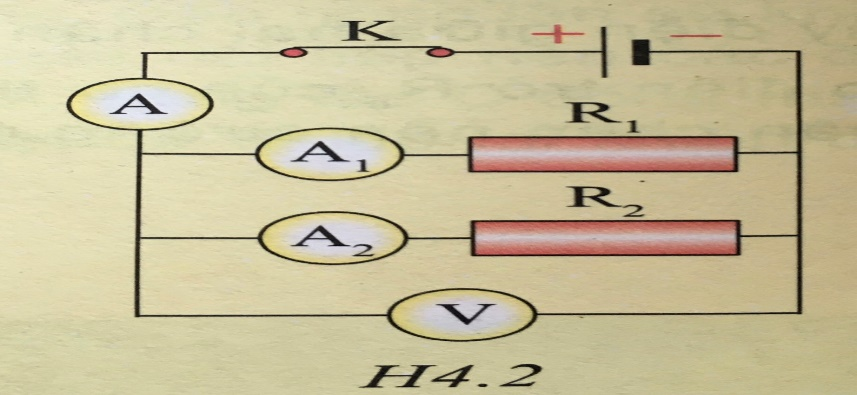 K
+ −
A
R₁
A₁
R₂
A₂
V
H4.2